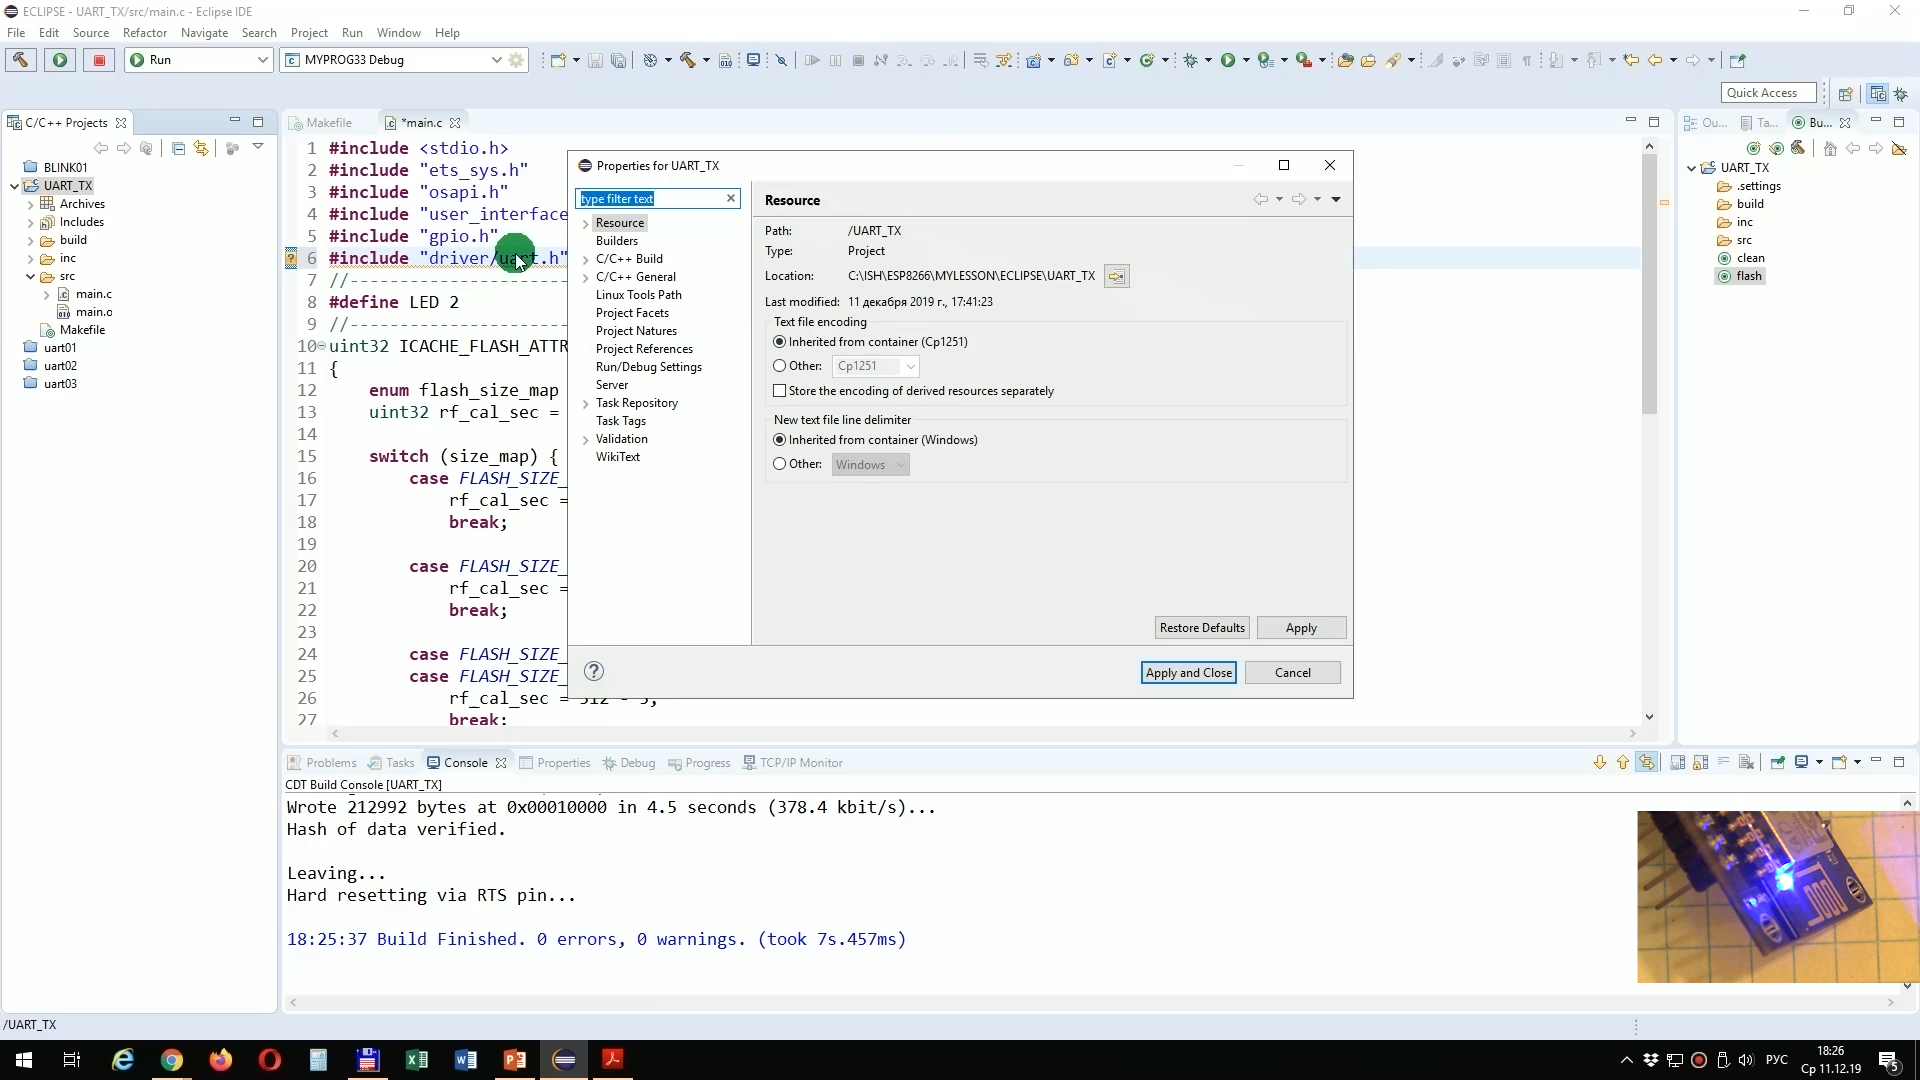 ECLIPSE - UART_TX/src/main.c - Eclipse IDE
File Edit Source Refactor Navigate Search Project Run Window Help
Run
MYPROG33 Debug
Quick Access
C/C++ Projects
BLINK01
UART_TX
Archives
Includes
build
inc
src
main.c
main.o
Makefile
uart01
uart02
uart03
Makefile
*main.c
1 #include <stdio.h>
2 #include "ets_sys.h"
3 #include "osapi.h"
4 #include "user_interface
5 #include "gpio.h"
6 #include "driver/uart.h"
7 //------------------------
8 #define LED 2
9 //----------------------
10 uint32 ICACHE_FLASH_ATTR
11 {
12 enum flash_size_map
13 uint32 rf_cal_sec =
14
15 switch (size_map) {
16 case FLASH_SIZE_
17 rf_cal_sec =
18 break;
19
20 case FLASH_SIZE_
21 rf_cal_sec =
22 break;
23
24 case FLASH_SIZE_
25 case FLASH_SIZE_
26 rf_cal_sec = 512 - 5;
27 break;
Properties for UART_TX
type filter text
Resource
Builders
C/C++ Build
C/C++ General
Linux Tools Path
Project Facets
Project Natures
Project References
Run/Debug Settings
Server
Task Repository
Task Tags
Validation
WikiText
Resource
Path: /UART_TX
Type: Project
Location: C:\ISH\ESP8266\MYLESSON\ECLIPSE\UART_TX
Last modified: 11 декабря 2019 г., 17:41:23
Text file encoding
Inherited from container (Cp1251)
Other: Cp1251
Store the encoding of derived resources separately
New text file line delimiter
Inherited from container (Windows)
Other: Windows
Restore Defaults Apply
Apply and Close Cancel
Ou... Ta... Bu...
UART_TX
.settings
build
inc
src
clean
flash
Problems Tasks Console Properties Debug Progress TCP/IP Monitor
CDT Build Console [UART_TX]
Wrote 212992 bytes at 0x00010000 in 4.5 seconds (378.4 kbit/s)...
Hash of data verified.
Leaving...
Hard resetting via RTS pin...
18:25:37 Build Finished. 0 errors, 0 warnings. (took 7s.457ms)
/UART_TX
РУС
18:26
Ср 11.12.19
5